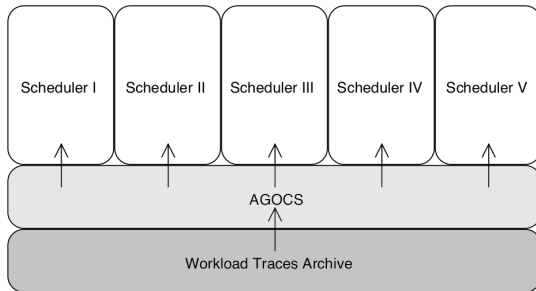 Scheduler I Scheduler II Scheduler III Scheduler IV Scheduler V
AGOCS
Workload Traces Archive